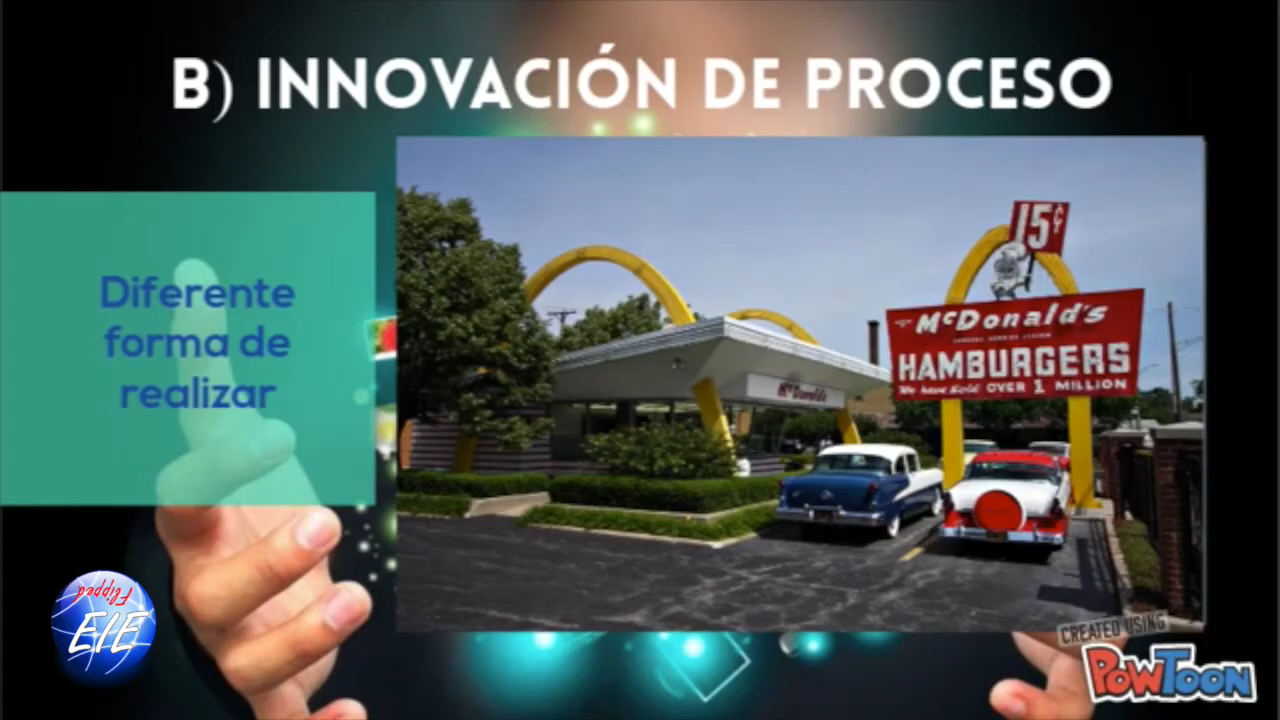 B) INNOVACIÓN DE PROCESO
Diferente
forma de
realizar
15¢
McDonald's
HAMBURGERS
We have Sold OVER 1 MILLION
McDonald's
Flipped
EIE
CREATED USING
POWTOON